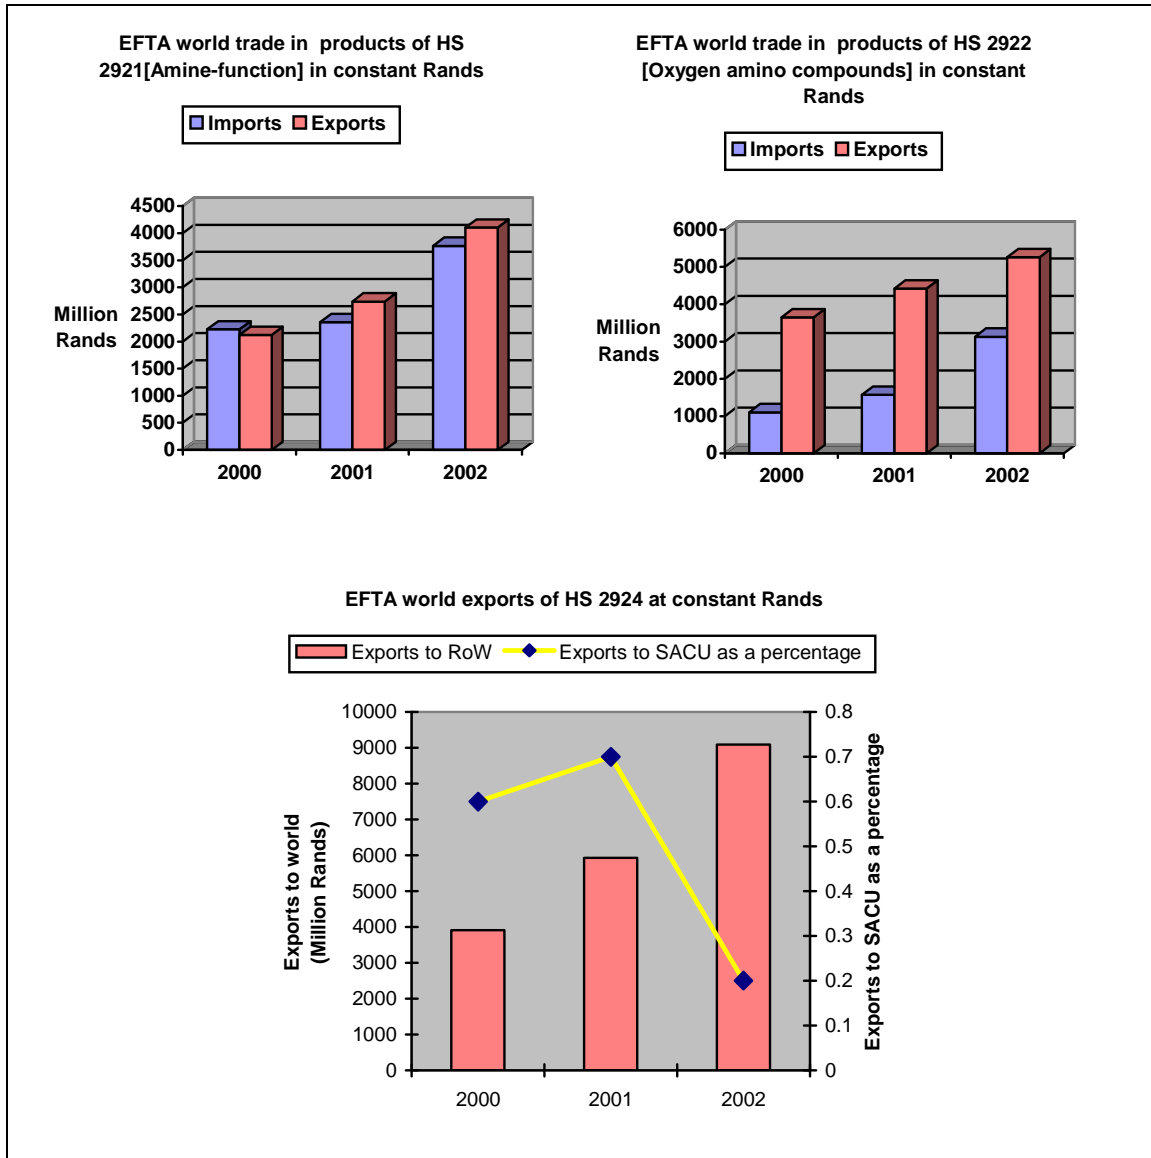 EFTA world trade in  products of HS
2921[Amine-function] in constant Rands
Imports Exports
4500
4000
3500
3000
2500
2000
1500
1000
500
0
Million
Rands
2000 2001 2002
EFTA world trade in  products of HS 2922
[Oxygen amino compounds] in constant
Rands
Imports Exports
6000
5000
4000
3000
2000
1000
0
Million
Rands
2000 2001 2002
EFTA world exports of HS 2924 at constant Rands
Exports to RoW Exports to SACU as a percentage
10000
9000
8000
7000
6000
5000
4000
3000
2000
1000
0
Exports to world
(Million Rands)
2000 2001 2002
0.8
0.7
0.6
0.5
0.4
0.3
0.2
0.1
0
Exports to SACU as a percentage